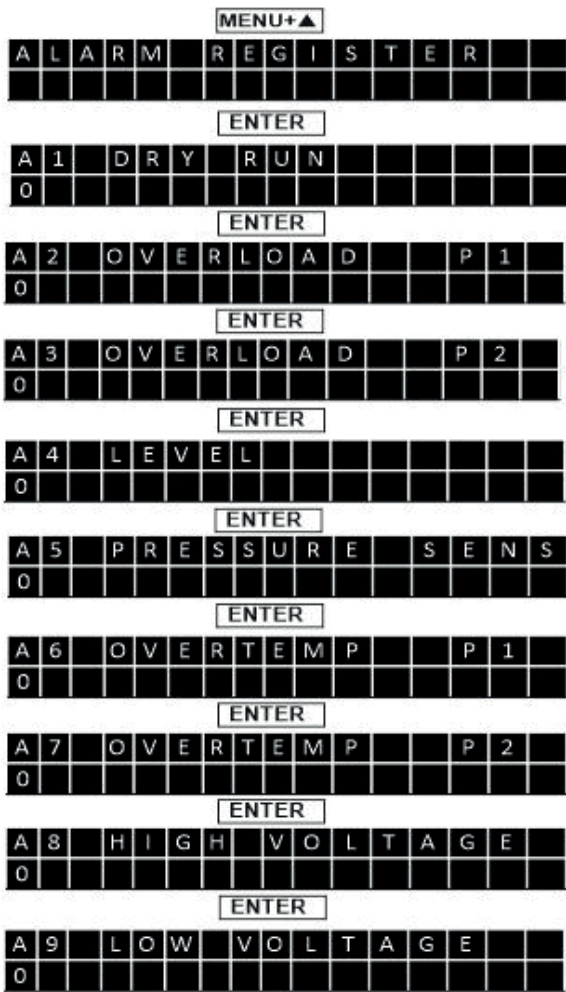 MENU+▲
ALARM REGISTER
ENTER
A1 DRY RUN
0
ENTER
A2 OVERLOAD P1
0
ENTER
A3 OVERLOAD P2
0
ENTER
A4 LEVEL
0
ENTER
A5 PRESSURE SENS
0
ENTER
A6 OVERTEMP P1
0
ENTER
A7 OVERTEMP P2
0
ENTER
A8 HIGH VOLTAGE
0
ENTER
A9 LOW VOLTAGE
0